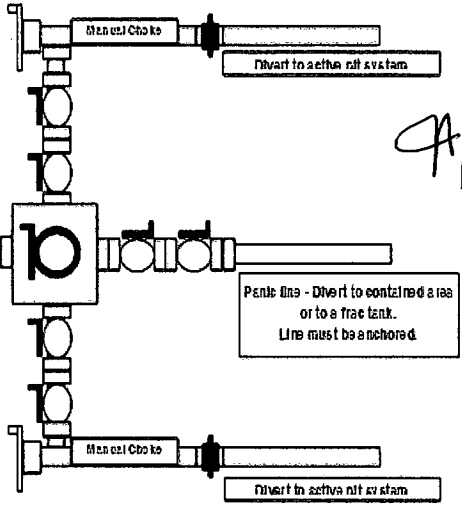 Manual Choke
Divert to active pit system
Panic line - Divert to contained area
or to a frac tank.
Line must be anchored.
Manual Choke
Divert to active pit system